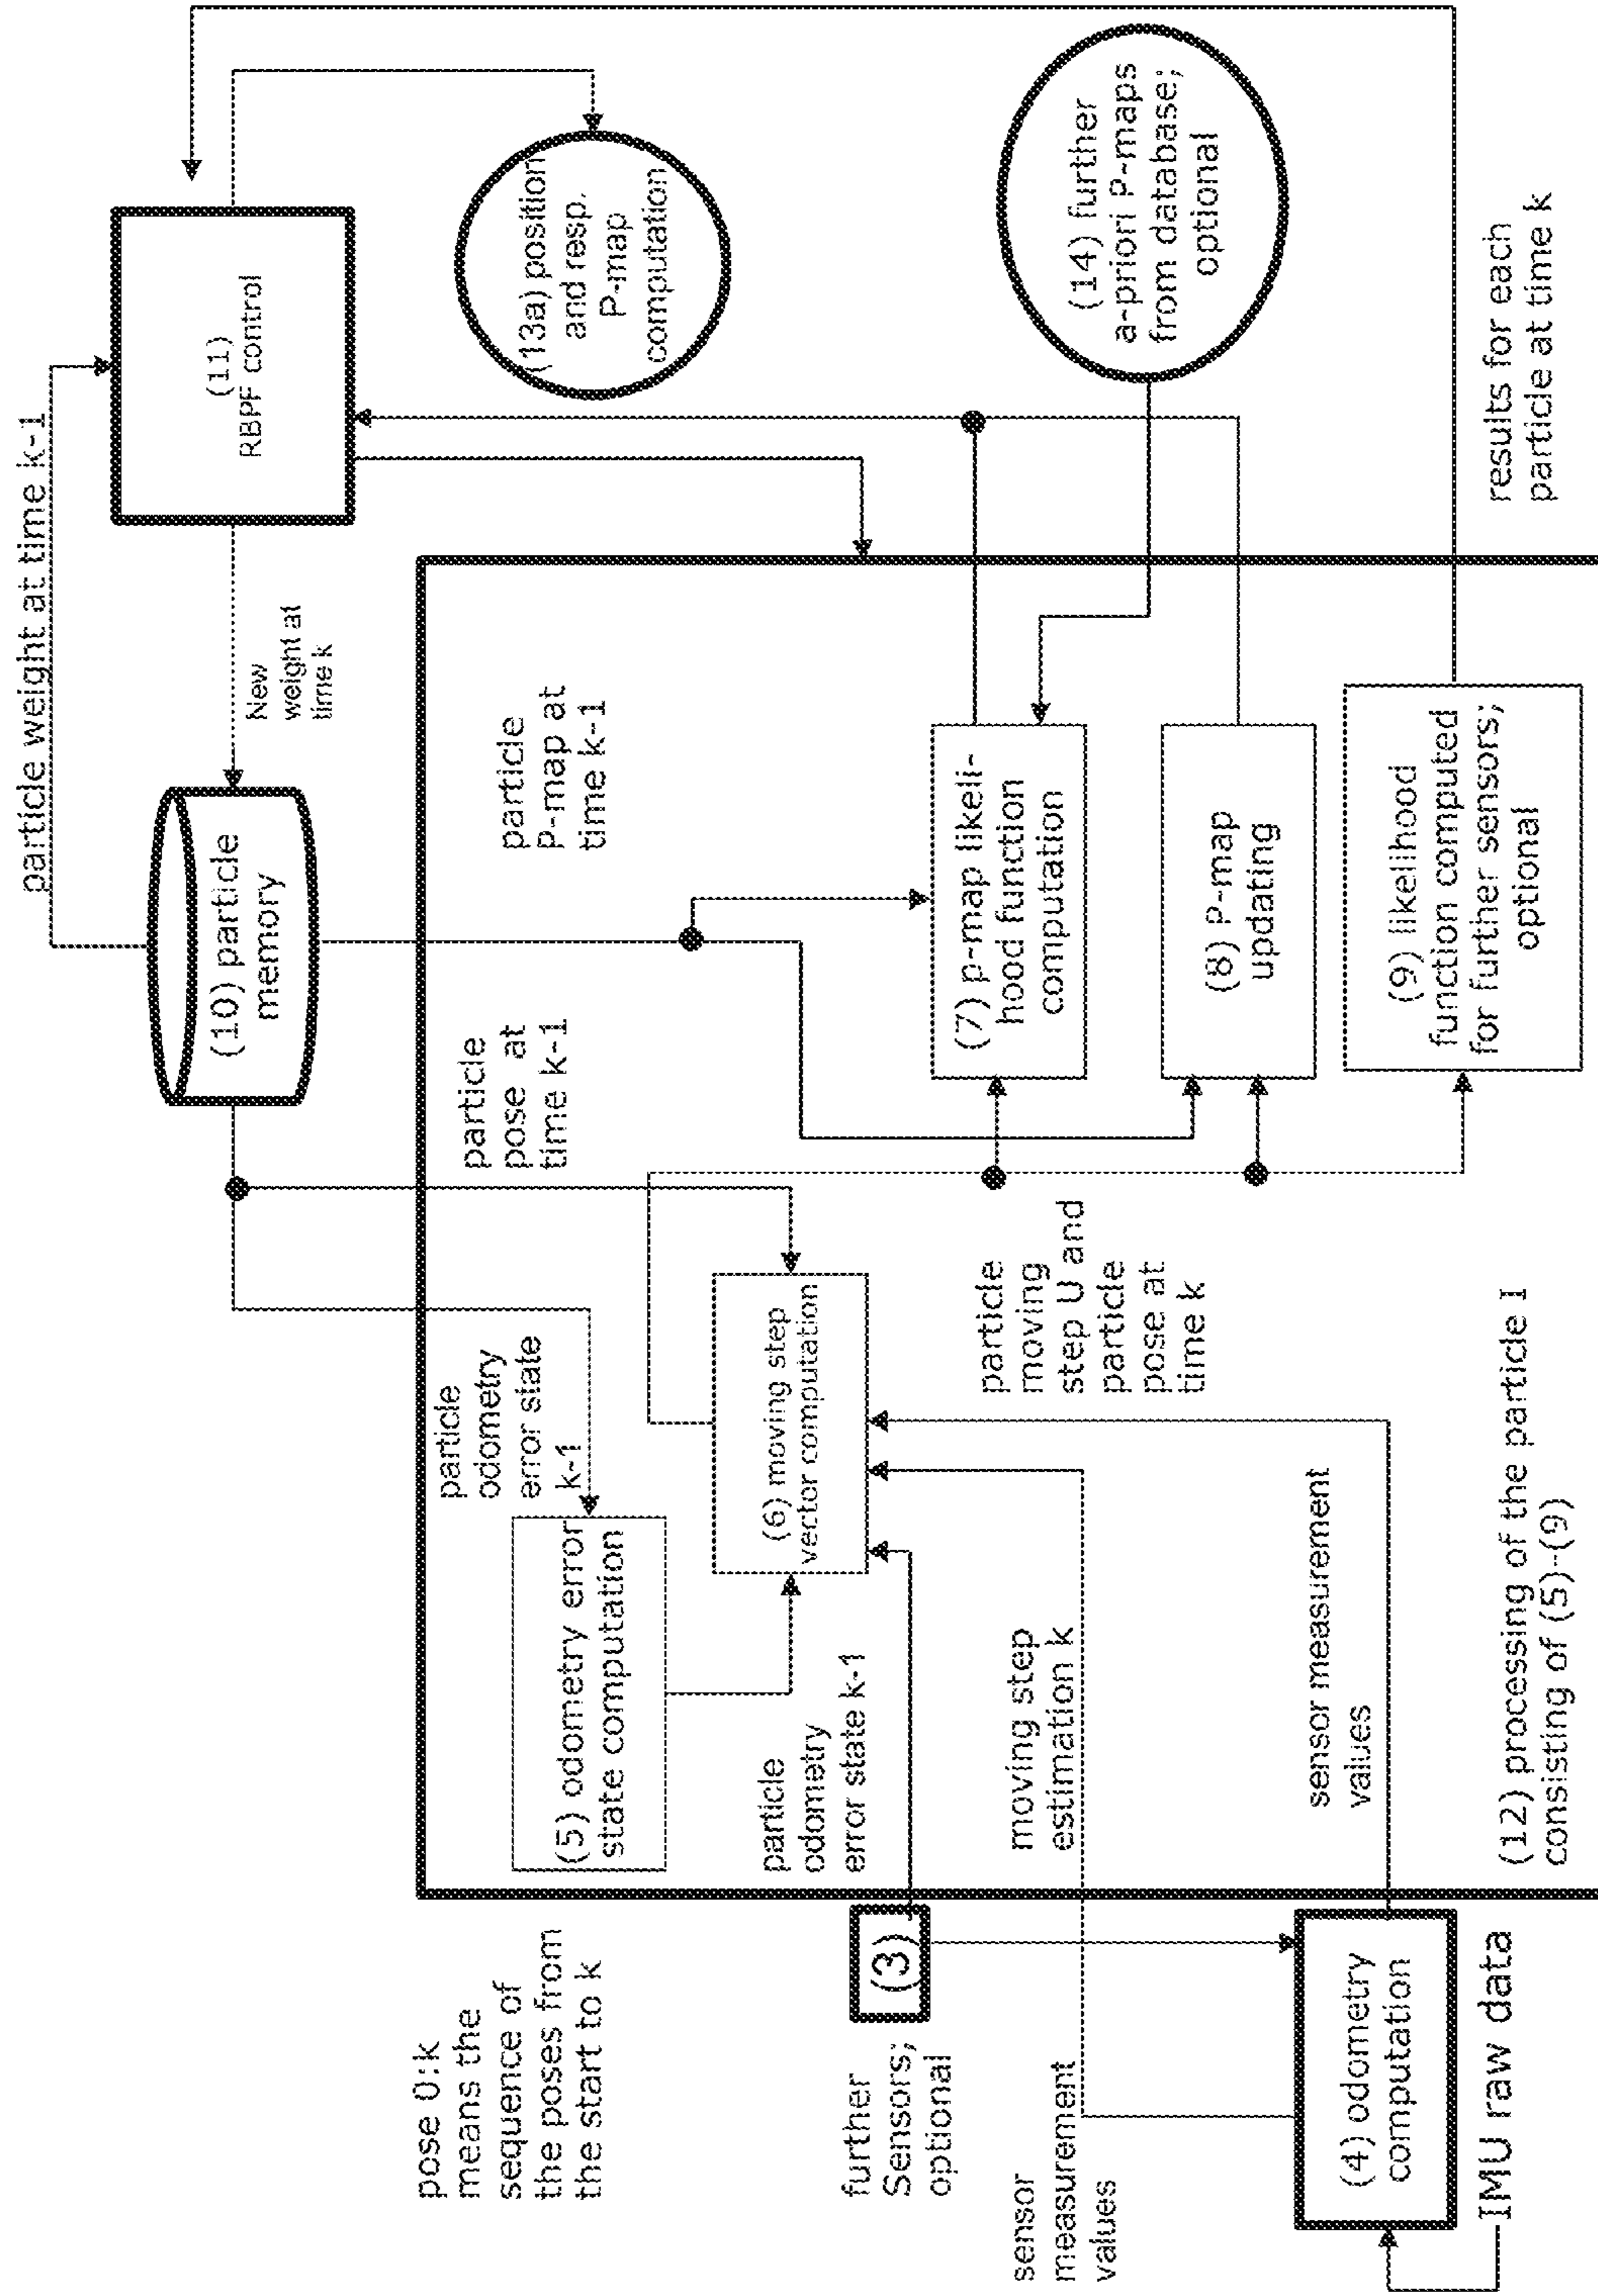 particle weight at time k-1
(10) particle
memory
New
weight at
time k
(11)
RBPF control
pose 0:k
means the
sequence of
the poses from
the start to k
particle
odometry
error state
k-1
particle
pose at
time k-1
particle
P-map at
time k-1
(13a) position
and resp.
P-map
computation
(5) odometry error
state computation
(6) moving step
vector computation
particle
odometry
error state k-1
further
Sensors;
optional
(3)
(7) p-map likeli-
hood function
computation
(14) further
a-priori P-maps
from database;
optional
particle
moving
step U and
particle
pose at
time k
moving step
estimation k
sensor
measurement
values
(8) P-map
updating
sensor measurement
values
(4) odometry
computation
(9) likelihood
function computed
for further sensors;
optional
IMU raw data
(12) processing of the particle I
consisting of (5)-(9)
results for each
particle at time k